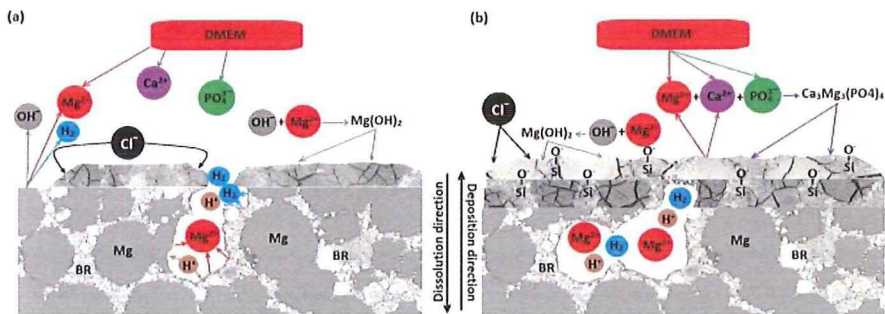 (a)
DMEM
Ca²⁺
Mg²⁺
PO₄³⁻
OH⁻
H₂
Cl⁻
OH⁻ + Mg²⁺ → Mg(OH)₂
H₂
H₂
H⁺
Mg
Mg²⁺
Mg
BR
H⁺
BR
Dissolution direction
Deposition direction
(b)
DMEM
Mg²⁺ + Ca²⁺ + PO₄³⁻ → Ca₃Mg₃(PO4)₄
Cl⁻
Mg(OH)₂ ← OH⁻ + Mg²⁺
O⁻
Si
O⁻
Si
O⁻
Si
O⁻
Si
O⁻
Si
O⁻
Si
H₂
H⁺
Mg²⁺
H₂
Mg²⁺
Mg
BR
H⁺
BR